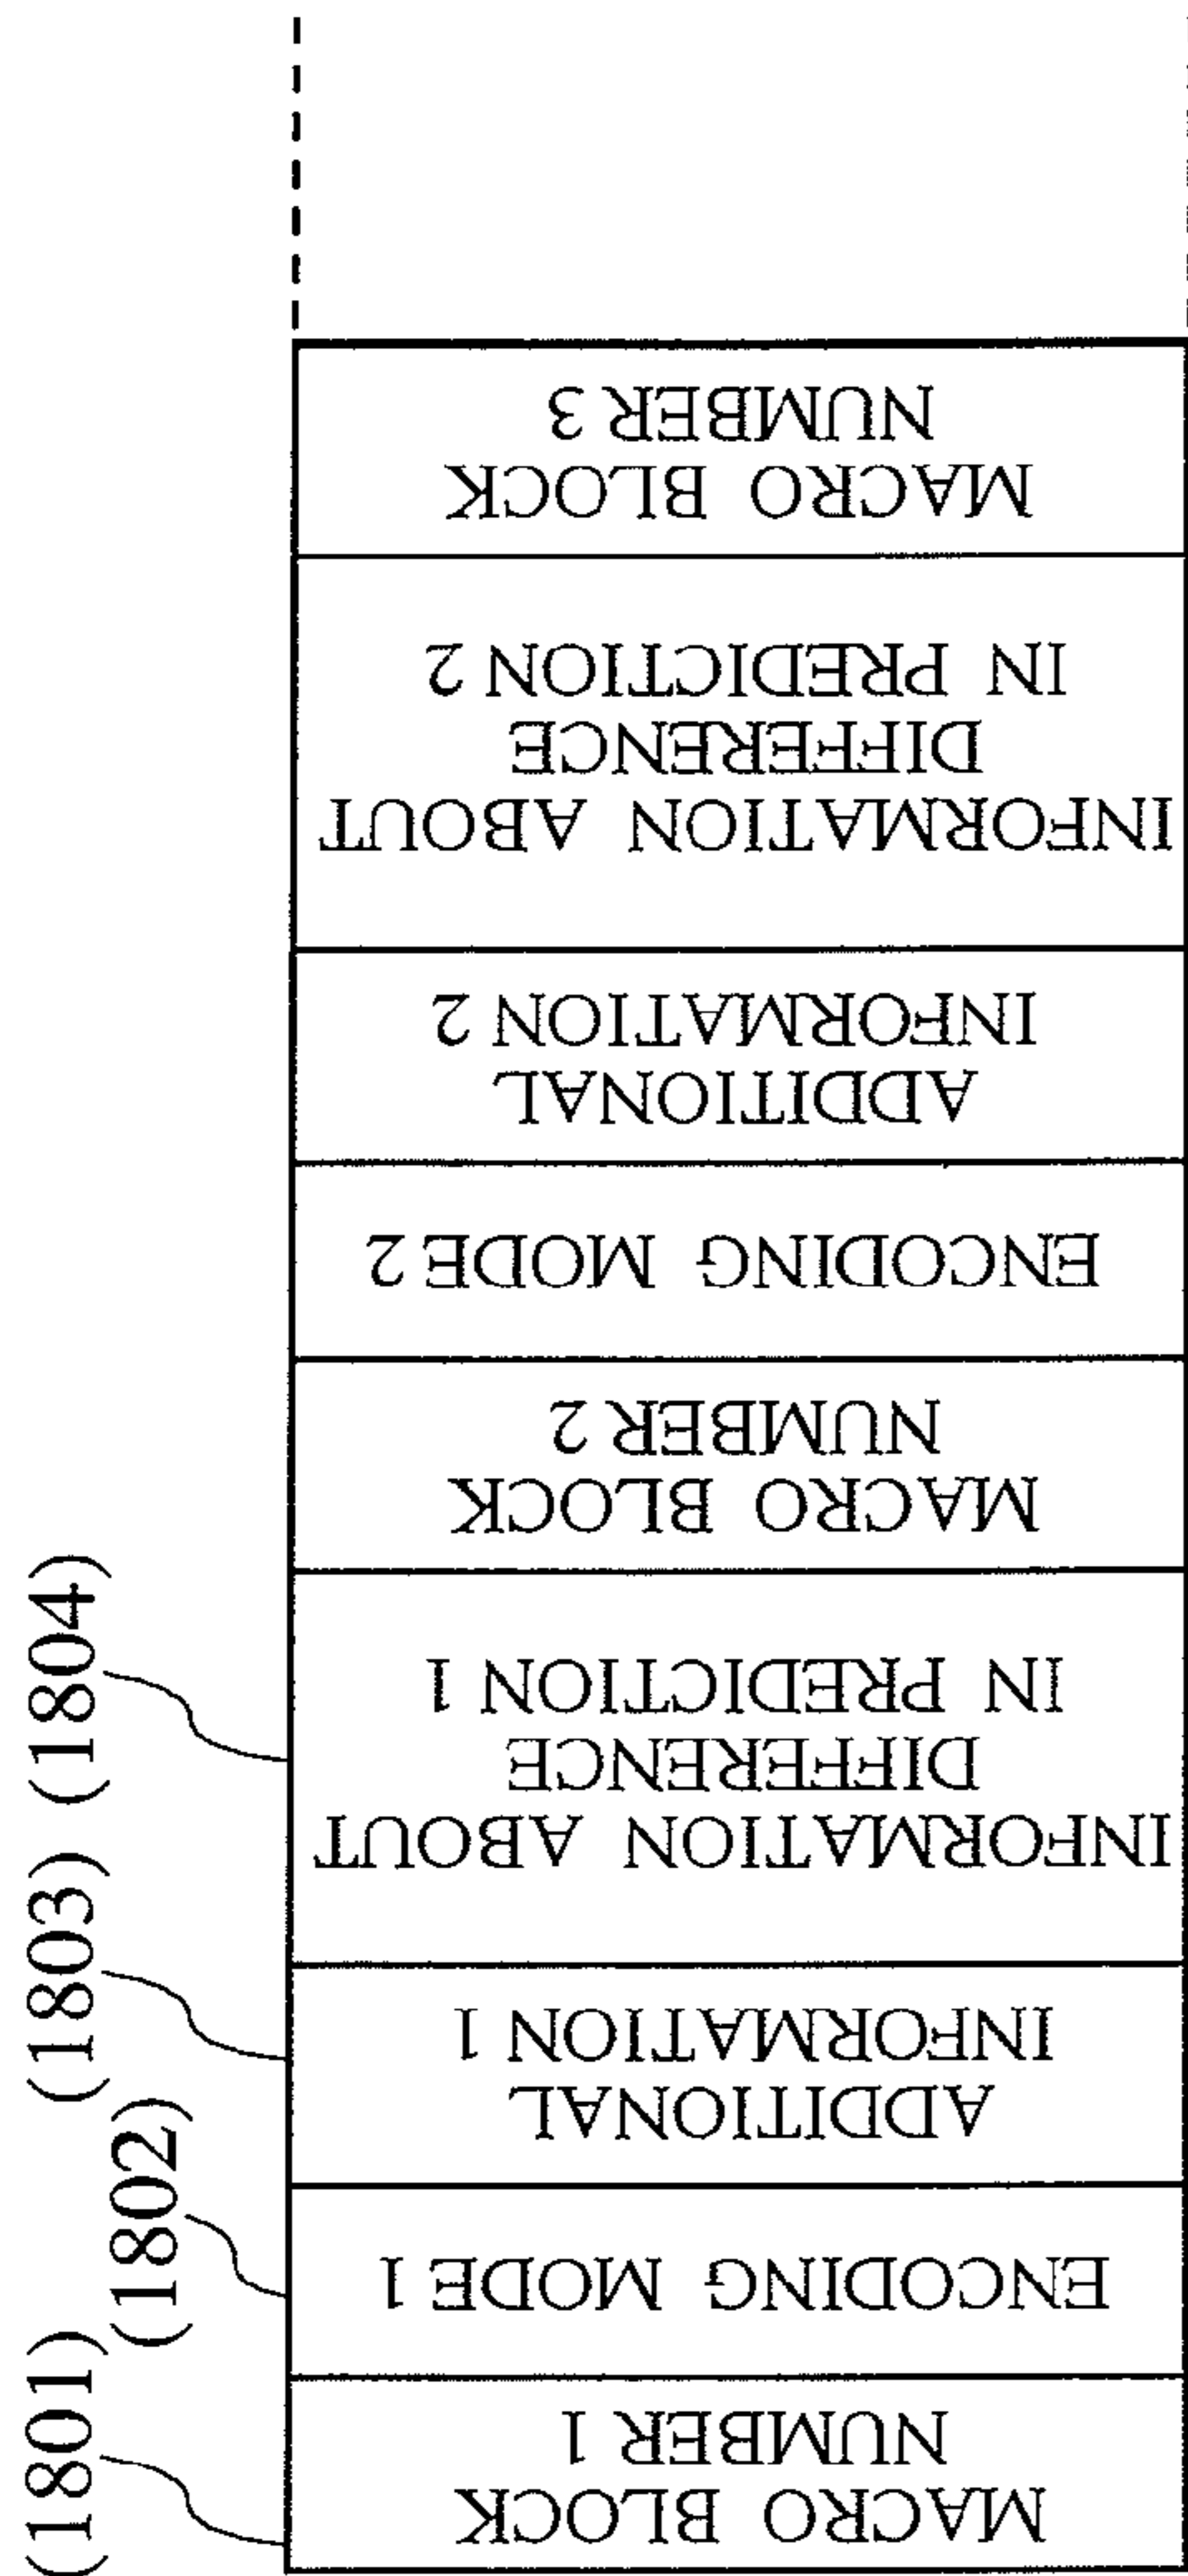 (1801)
(1802)
(1803)
(1804)
MACRO BLOCK
NUMBER 1
ENCODING MODE 1
ADDITIONAL
INFORMATION 1
INFORMATION ABOUT
DIFFERENCE
IN PREDICTION 1
MACRO BLOCK
NUMBER 2
ENCODING MODE 2
ADDITIONAL
INFORMATION 2
INFORMATION ABOUT
DIFFERENCE
IN PREDICTION 2
MACRO BLOCK
NUMBER 3